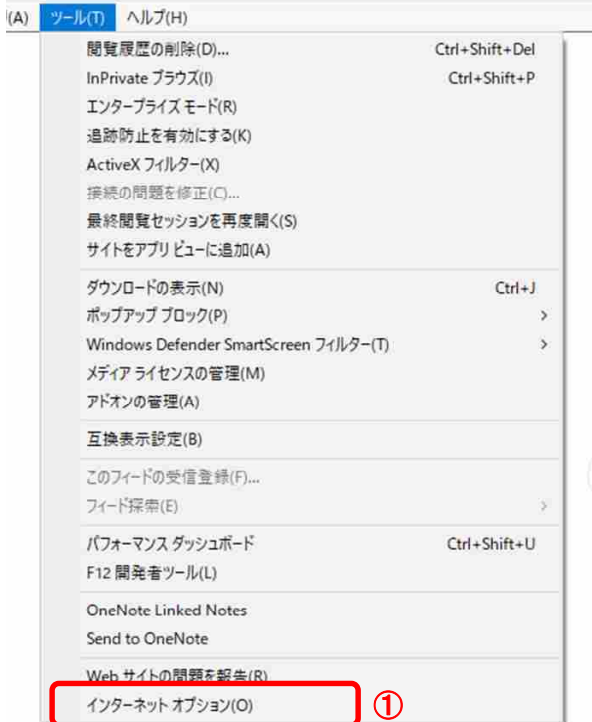 (A) ツール(T) ヘルプ(H)
閲覧履歴の削除(D)... Ctrl+Shift+Del
InPrivate ブラウズ(I) Ctrl+Shift+P
エンタープライズ モード(R)
追跡防止を有効にする(K)
ActiveX フィルター(X)
接続の問題を修正(C)...
最終閲覧セッションを再度開く(S)
サイトをアプリ ビューに追加(A)
ダウンロードの表示(N) Ctrl+J
ポップアップ ブロック(P)
Windows Defender SmartScreen フィルター(T)
メディア ライセンスの管理(M)
アドオンの管理(A)
互換表示設定(B)
このフィードの受信登録(F)...
フィード探索(E)
パフォーマンス ダッシュボード Ctrl+Shift+U
F12 開発者ツール(L)
OneNote Linked Notes
Send to OneNote
Web サイトの問題を報告(R)
インターネット オプション(O) ①